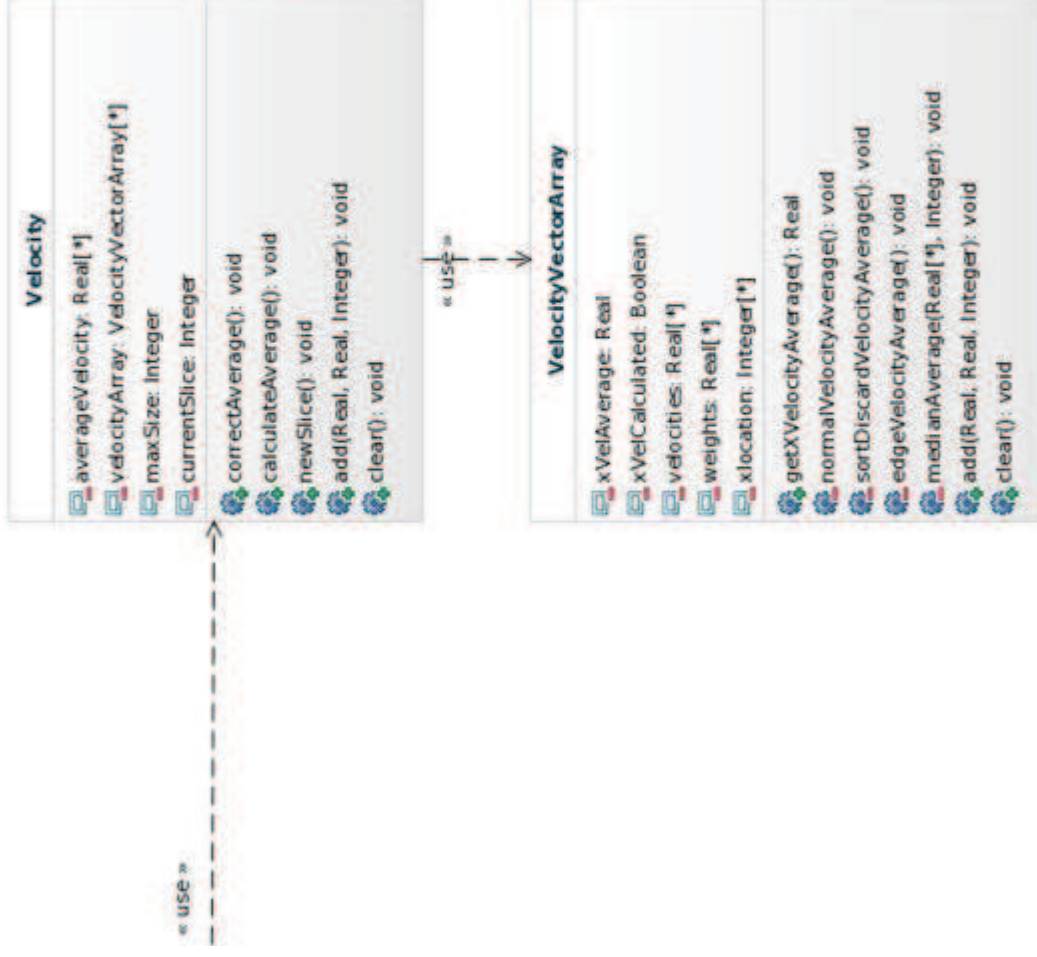 Velocity
averageVelocity: Real[*]
velocityArray: VelocityVectorArray[*]
maxSize: Integer
currentSlice: Integer
correctAverage(): void
calculateAverage(): void
newSlice(): void
add(Real, Real, Integer): void
clear(): void
« use »
« use »
VelocityVectorArray
xVelAverage: Real
xVelCalculated: Boolean
velocities: Real[*]
weights: Real[*]
xlocation: Integer[*]
getXVelocityAverage(): Real
normalVelocityAverage(): void
sortDiscardVelocityAverage(): void
edgeVelocityAverage(): void
medianAverage(Real[*], Integer): void
add(Real, Real, Integer): void
clear(): void